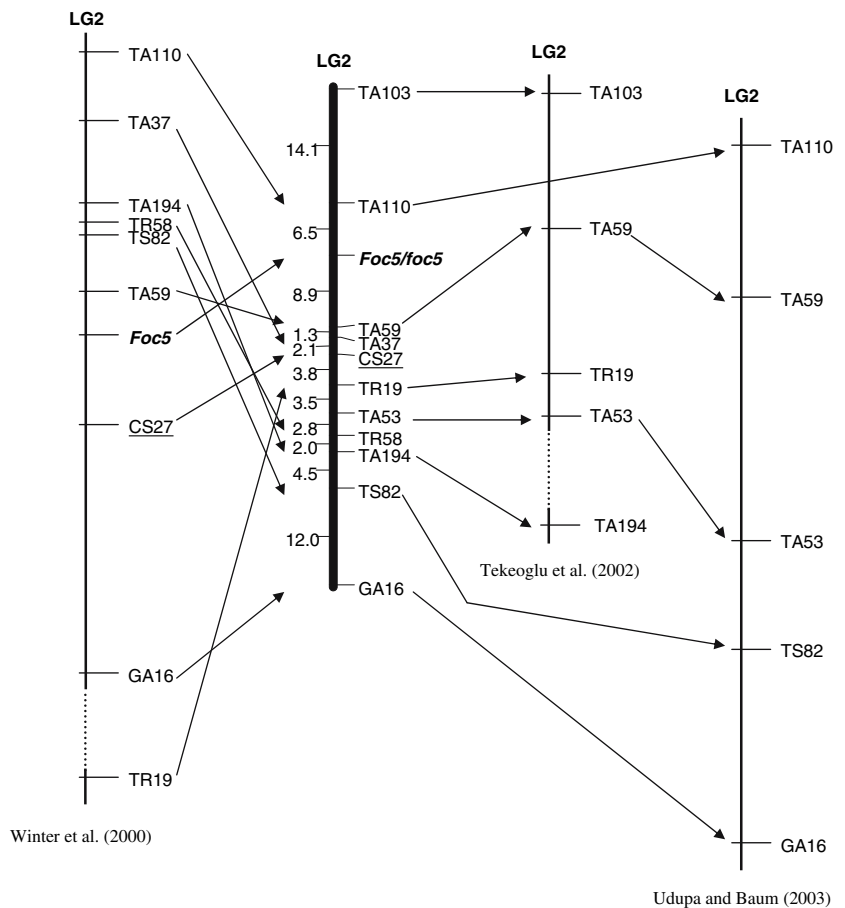 LG2
TA110
TA37
TA194
TR58
TS82
TA59
Foc5
CS27
GA16
TR19
Winter et al. (2000)
LG2
14.1
6.5
8.9
1.3
2.1
3.8
3.5
2.8
2.0
4.5
12.0
TA103
TA110
Foc5/foc5
TA59
TA37
CS27
TR19
TA53
TR58
TA194
TS82
GA16
LG2
TA103
TA59
TR19
TA53
TA194
Tekeoglu et al. (2002)
LG2
TA110
TA59
TA53
TS82
GA16
Udupa and Baum (2003)